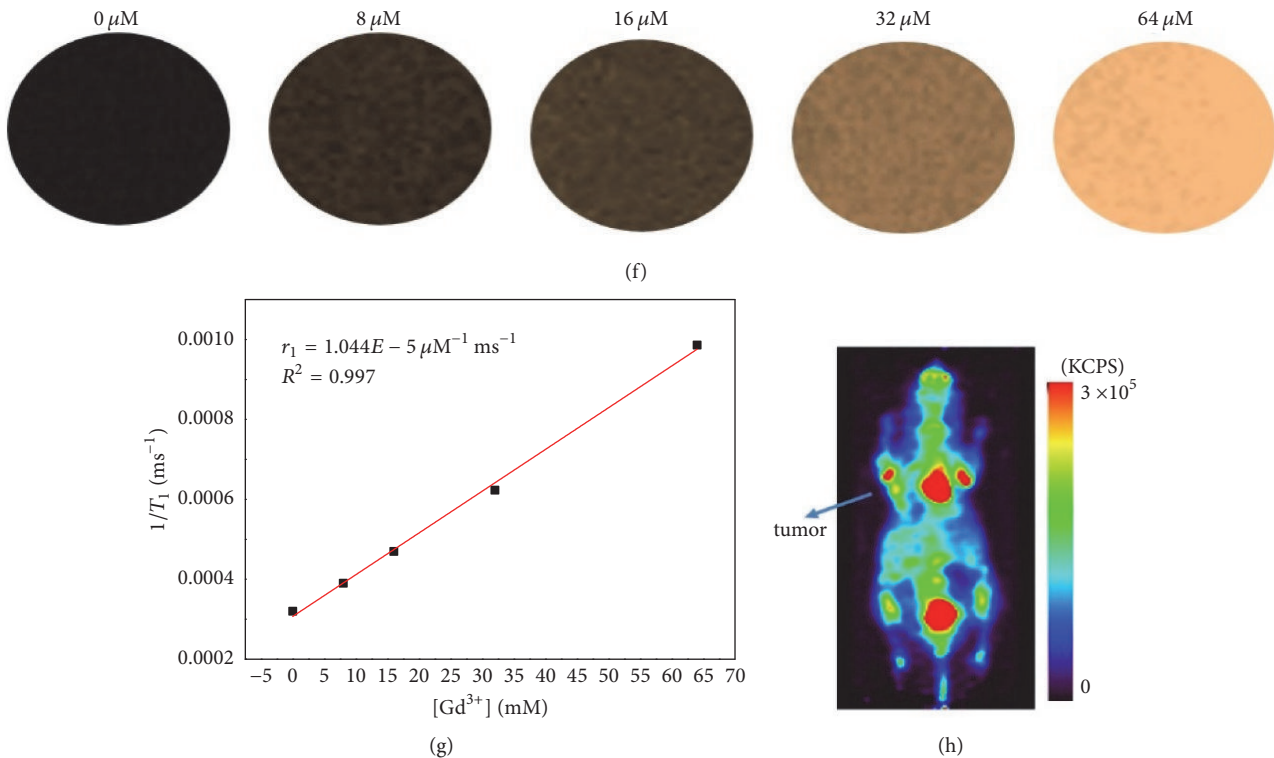 0 μM 8 μM 16 μM 32 μM 64 μM
(f)
0.0010
0.0008
0.0006
0.0004
0.0002
1/T₁ (ms⁻¹)
r₁ = 1.044E − 5 μM⁻¹ ms⁻¹
R² = 0.997
−5 0 5 10 15 20 25 30 35 40 45 50 55 60 65 70
[Gd³⁺] (mM)
(g)
(KCPS)
3 ×10⁵
0
tumor
(h)